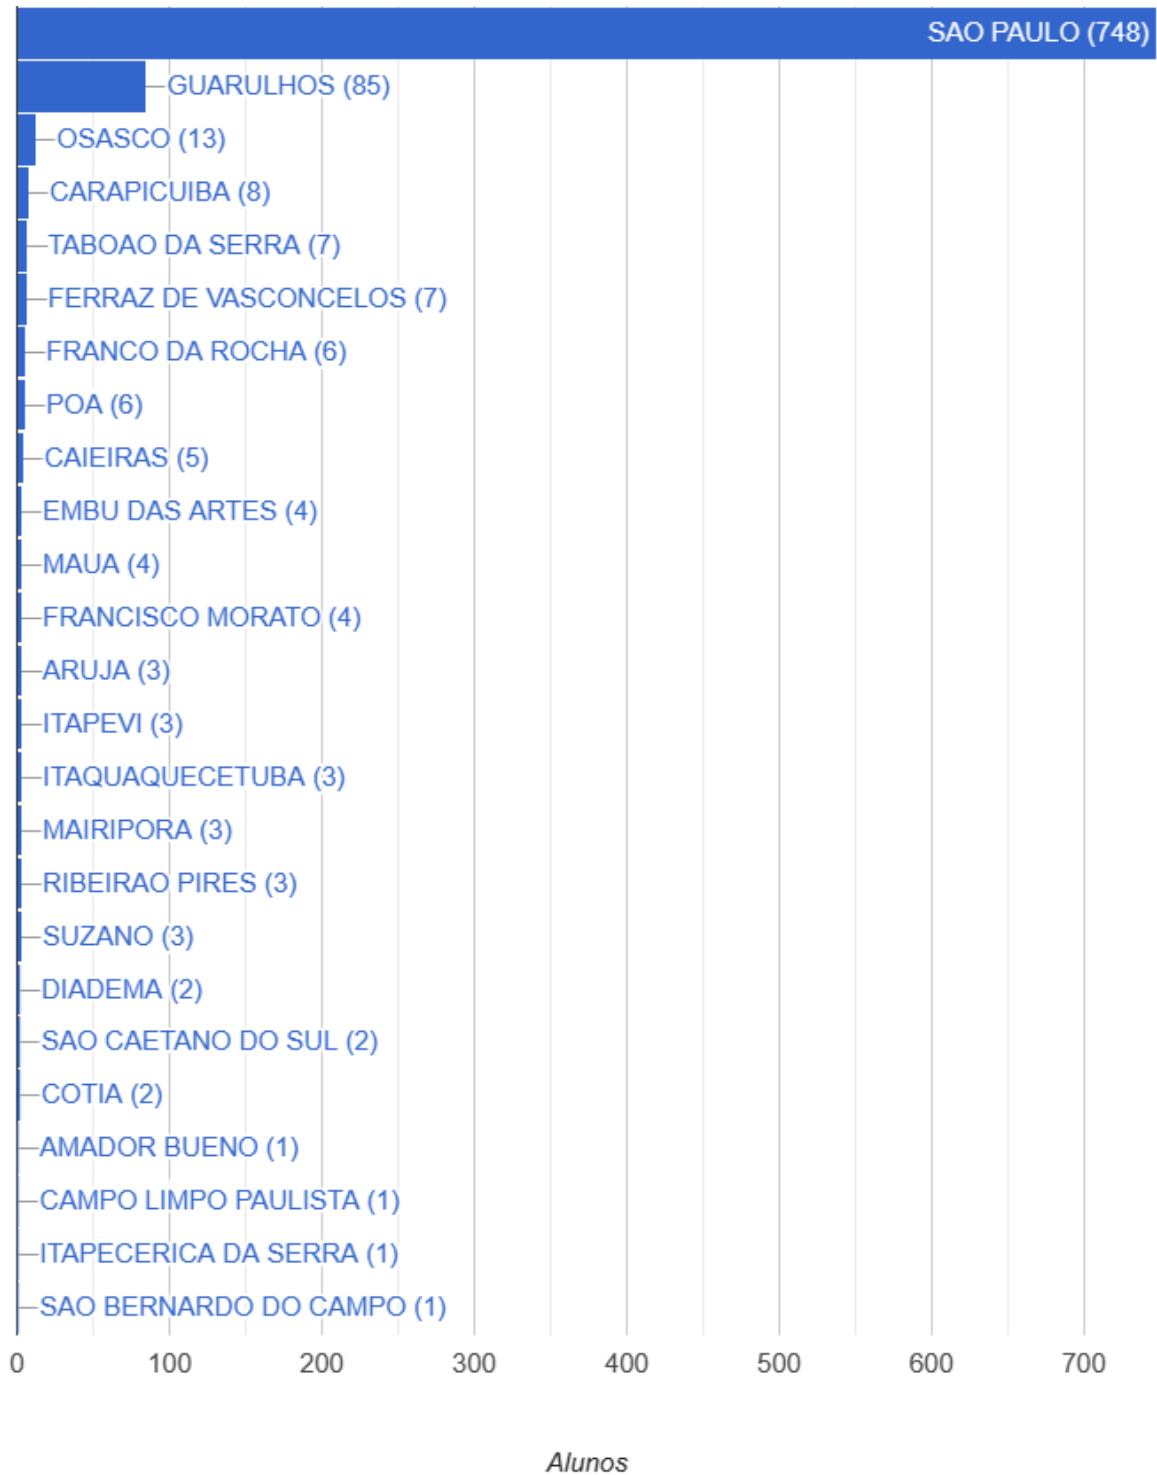 SAO PAULO (748)
GUARULHOS (85)
OSASCO (13)
CARAPICUIBA (8)
TABOAO DA SERRA (7)
FERRAZ DE VASCONCELOS (7)
FRANCO DA ROCHA (6)
POA (6)
CAIEIRAS (5)
EMBU DAS ARTES (4)
MAUA (4)
FRANCISCO MORATO (4)
ARUJA (3)
ITAPEVI (3)
ITAQUAQUECETUBA (3)
MAIRIPORA (3)
RIBEIRAO PIRES (3)
SUZANO (3)
DIADEMA (2)
SAO CAETANO DO SUL (2)
COTIA (2)
AMADOR BUENO (1)
CAMPO LIMPO PAULISTA (1)
ITAPECERICA DA SERRA (1)
SAO BERNARDO DO CAMPO (1)
0 100 200 300 400 500 600 700
Alunos